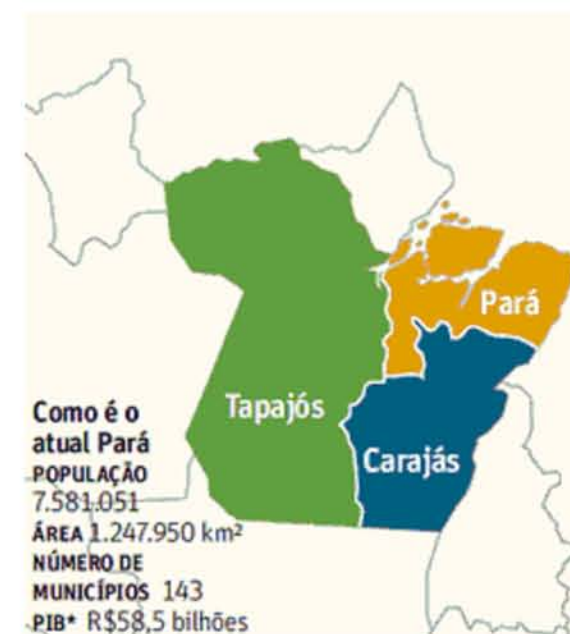 Pará
Tapajós
Carajás
Como é o
atual Pará
POPULAÇÃO
7.581.051
ÁREA 1.247.950 km²
NÚMERO DE
MUNICÍPIOS 143
PIB* R$58,5 bilhões